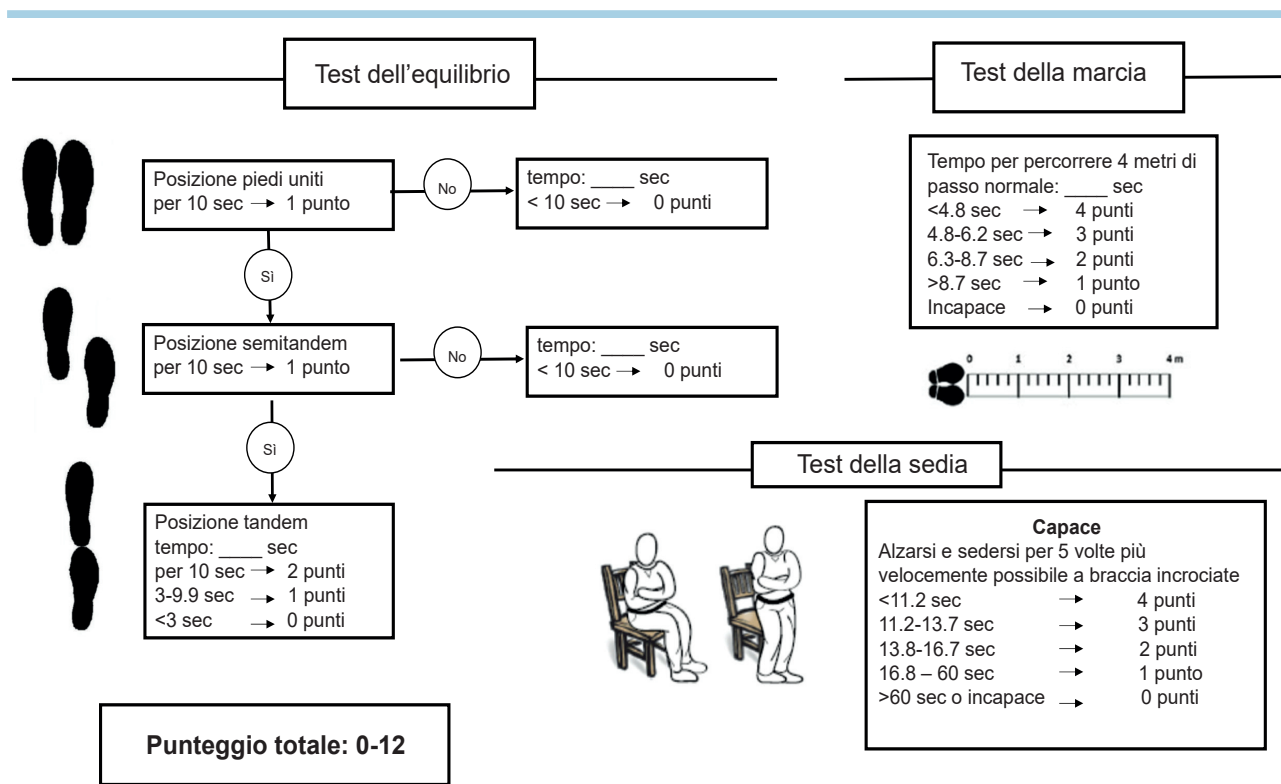 Test dell'equilibrio
Posizione piedi uniti
per 10 sec → 1 punto
No
tempo: ____ sec
< 10 sec → 0 punti
Sì
Posizione semitandem
per 10 sec → 1 punto
No
tempo: ____ sec
< 10 sec → 0 punti
Sì
Posizione tandem
tempo: ____ sec
per 10 sec → 2 punti
3-9.9 sec → 1 punti
<3 sec → 0 punti
Test della marcia
Tempo per percorrere 4 metri di
passo normale: ____ sec
<4.8 sec → 4 punti
4.8-6.2 sec → 3 punti
6.3-8.7 sec → 2 punti
>8.7 sec → 1 punto
Incapace → 0 punti
0 1 2 3 4 m
Test della sedia
Capace
Alzarsi e sedersi per 5 volte più
velocemente possibile a braccia incrociate
<11.2 sec → 4 punti
11.2-13.7 sec → 3 punti
13.8-16.7 sec → 2 punti
16.8 – 60 sec → 1 punto
>60 sec o incapace → 0 punti
Punteggio totale: 0-12